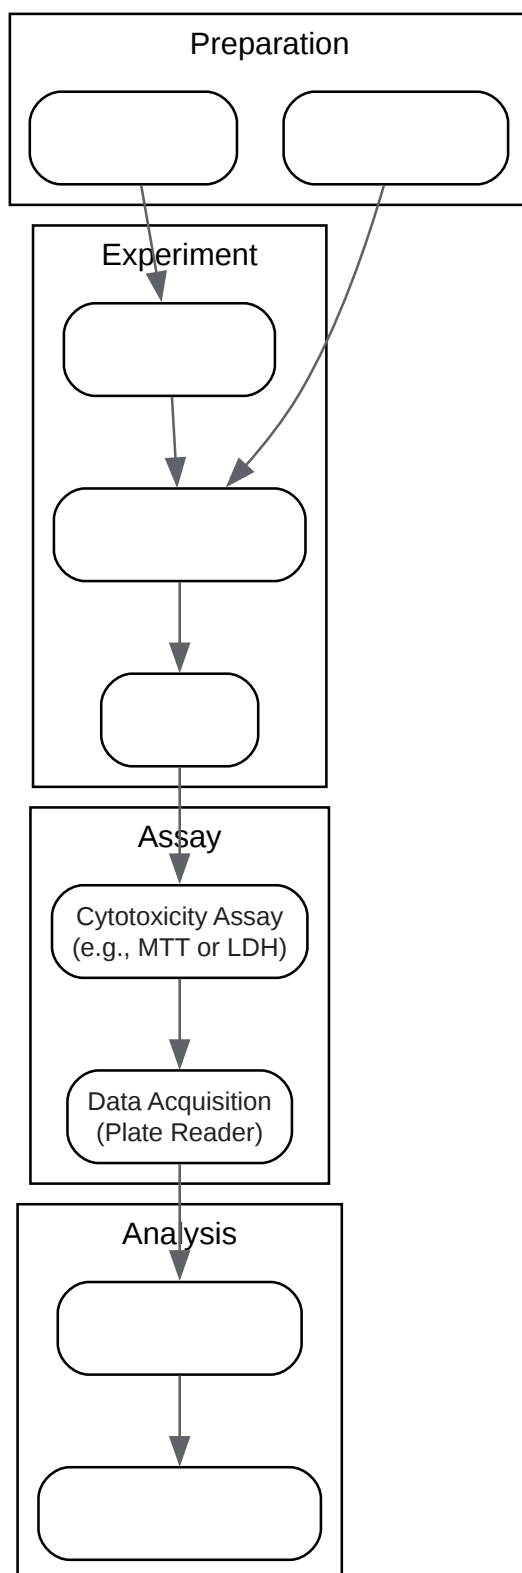 Preparation
Experiment
Assay
Cytotoxicity Assay
(e.g., MTT or LDH)
Data Acquisition
(Plate Reader)
Analysis